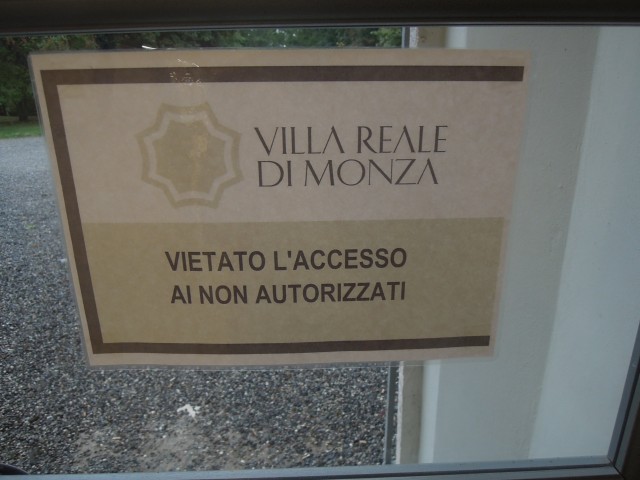 VILLA REALE
DI MONZA
VIETATO L'ACCESSO
AI NON AUTORIZZATI